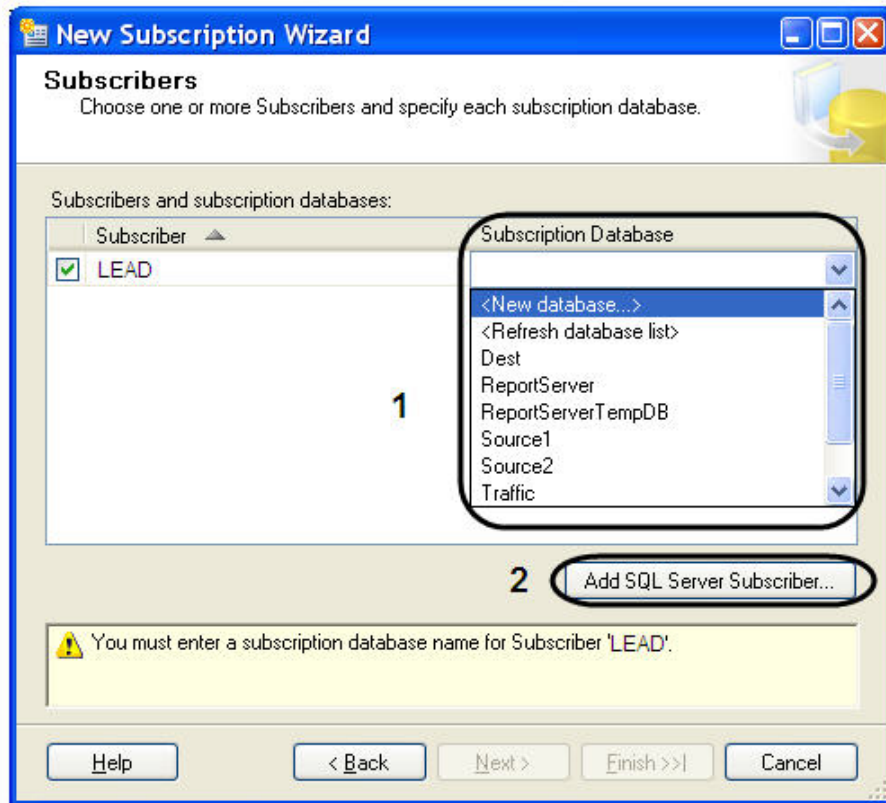 New Subscription Wizard
Subscribers
Choose one or more Subscribers and specify each subscription database.
Subscribers and subscription databases:
Subscriber
Subscription Database
LEAD
<New database...>
<Refresh database list>
Dest
ReportServer
1
ReportServerTempDB
Source1
Source2
Traffic
2
Add SQL Server Subscriber...
You must enter a subscription database name for Subscriber 'LEAD'.
Help
< Back
Next >
Finish >>|
Cancel